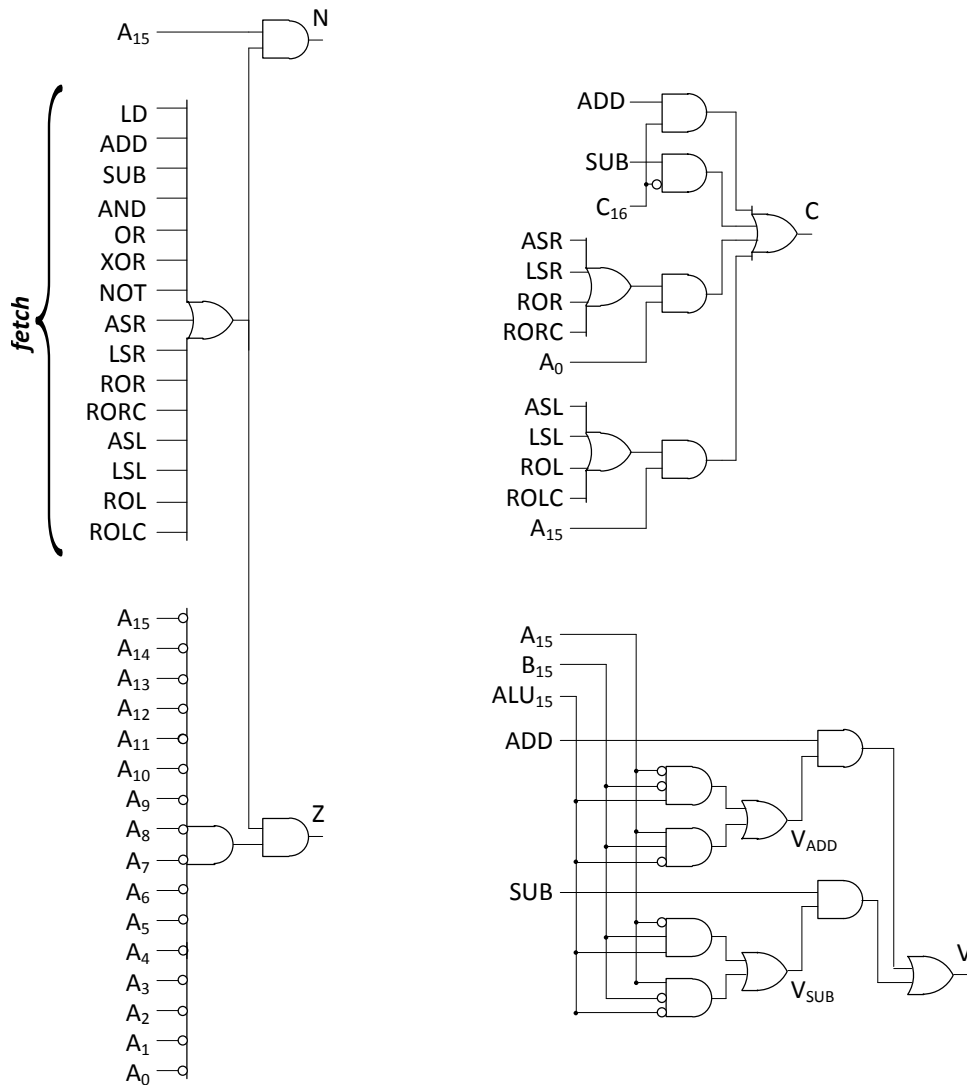 A15
N
fetch
LD
ADD
SUB
AND
OR
XOR
NOT
ASR
LSR
ROR
RORC
ASL
LSL
ROL
ROLC
A15
A14
A13
A12
A11
A10
A9
A8
A7
A6
A5
A4
A3
A2
A1
A0
Z
ADD
SUB
C16
C
ASR
LSR
ROR
RORC
A0
ASL
LSL
ROL
ROLC
A15
A15
B15
ALU15
ADD
VADD
SUB
VSUB
V